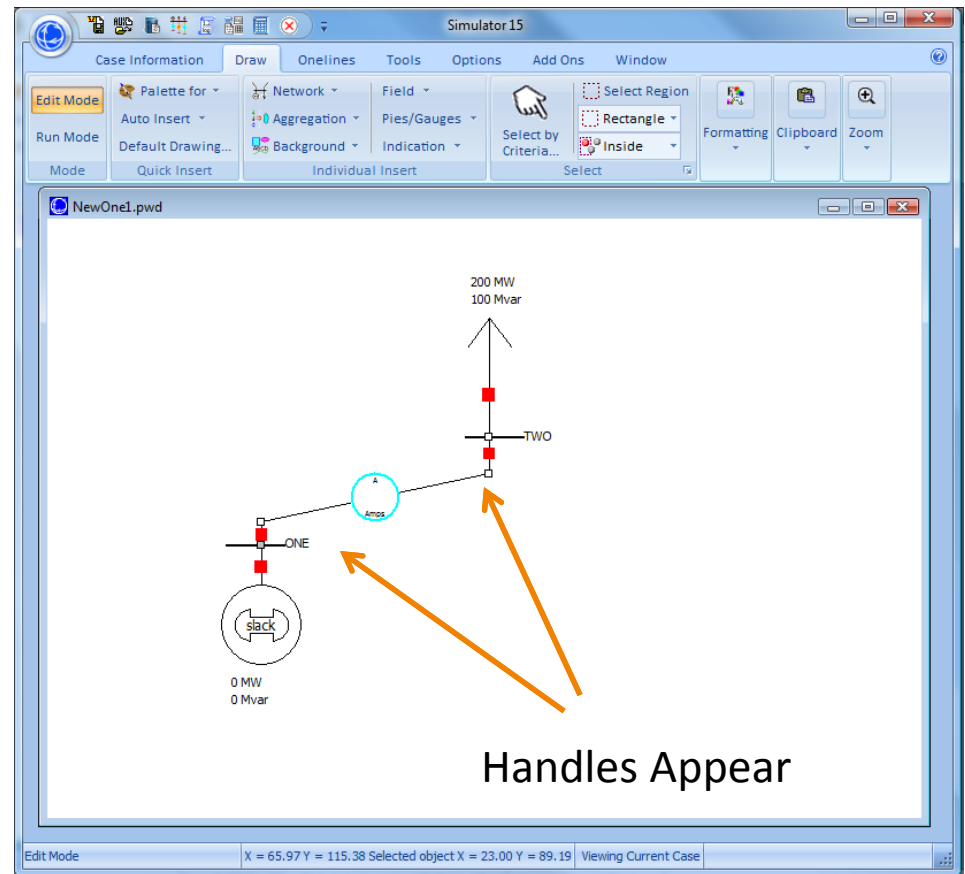 Simulator 15
Case Information Draw Onelines Tools Options Add Ons Window
Edit Mode
Run Mode
Mode
Palette for
Auto Insert
Default Drawing...
Quick Insert
Network
Aggregation
Background
Field
Pies/Gauges
Indication
Individual Insert
Select by
Criteria...
Select Region
Rectangle
Inside
Select
Formatting
Clipboard
Zoom
NewOne1.pwd
200 MW
100 Mvar
TWO
A
Amps
ONE
slack
0 MW
0 Mvar
Handles Appear
Edit Mode X = 65.97 Y = 115.38 Selected object X = 23.00 Y = 89.19 Viewing Current Case